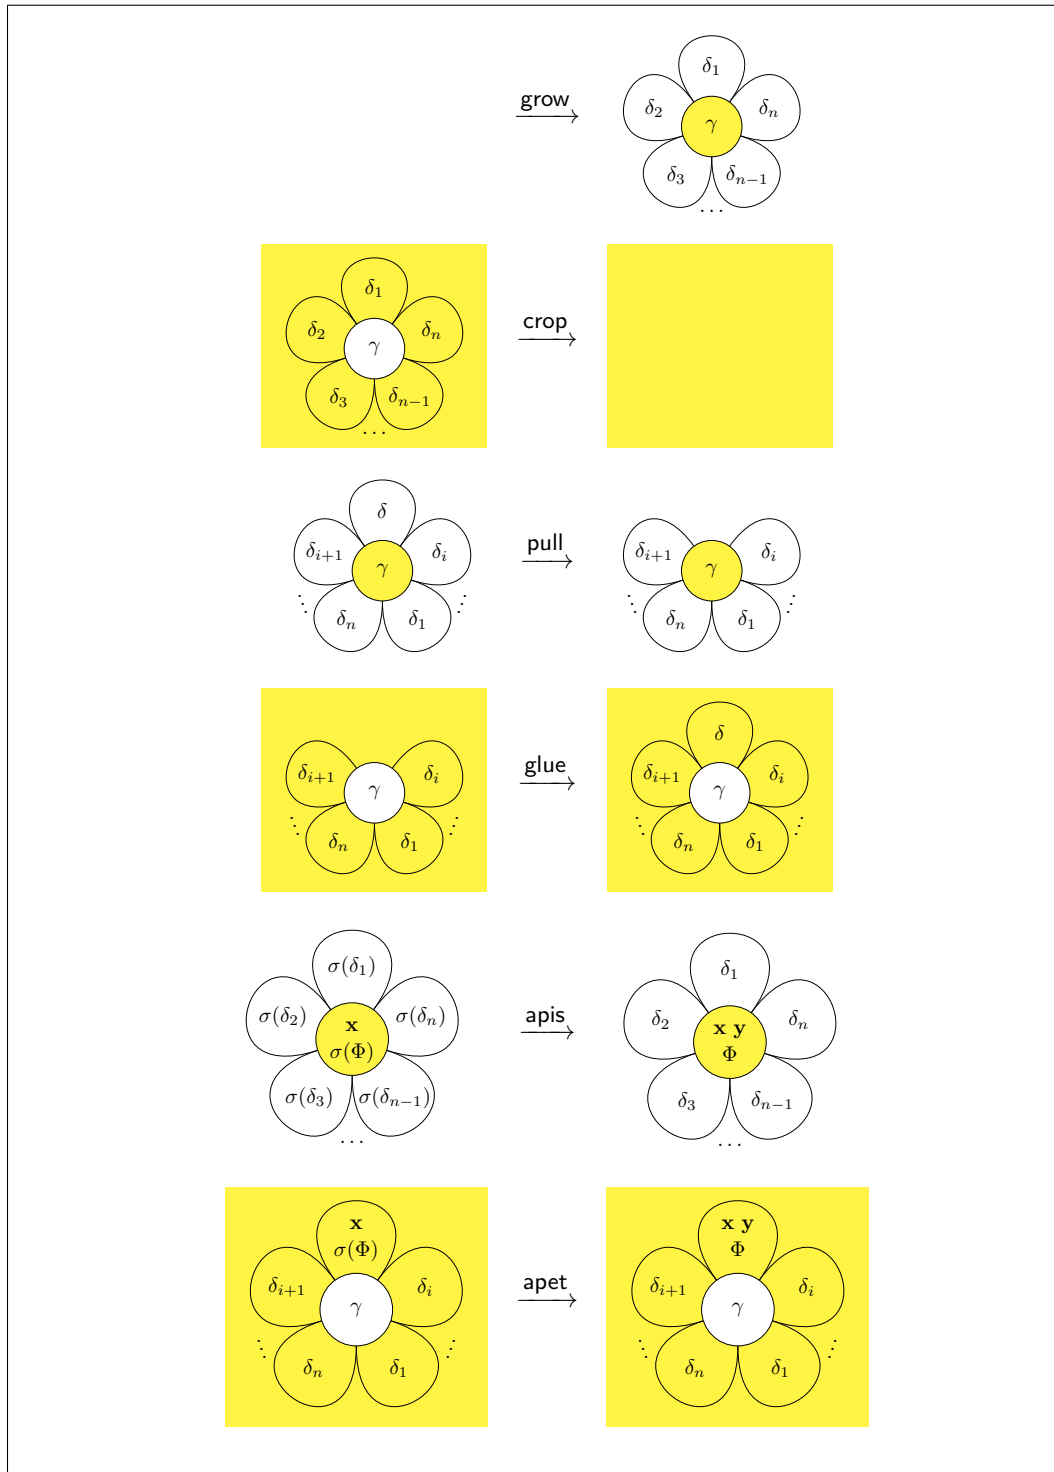 grow
δ₁
δ₂ δₙ
γ
δ₃ δₙ₋₁
...
crop
δ₁
δ₂ δₙ
γ
δ₃ δₙ₋₁
...
pull
δ δᵢ₊₁ δᵢ
δᵢ₊₁ δᵢ
γ γ
⋱ δₙ δ₁ ⋰ ⋱ δₙ δ₁ ⋰
glue
δ
δᵢ₊₁ δᵢ δᵢ₊₁ δᵢ
γ γ
⋱ δₙ δ₁ ⋰ ⋱ δₙ δ₁ ⋰
apis
σ(δ₁) δ₁
σ(δ₂) σ(δₙ) δ₂ δₙ
x x y
σ(Φ) Φ
σ(δ₃) σ(δₙ₋₁) δ₃ δₙ₋₁
... ...
apet
x x y
σ(Φ) Φ
δᵢ₊₁ δᵢ δᵢ₊₁ δᵢ
γ γ
⋱ δₙ δ₁ ⋰ ⋱ δₙ δ₁ ⋰